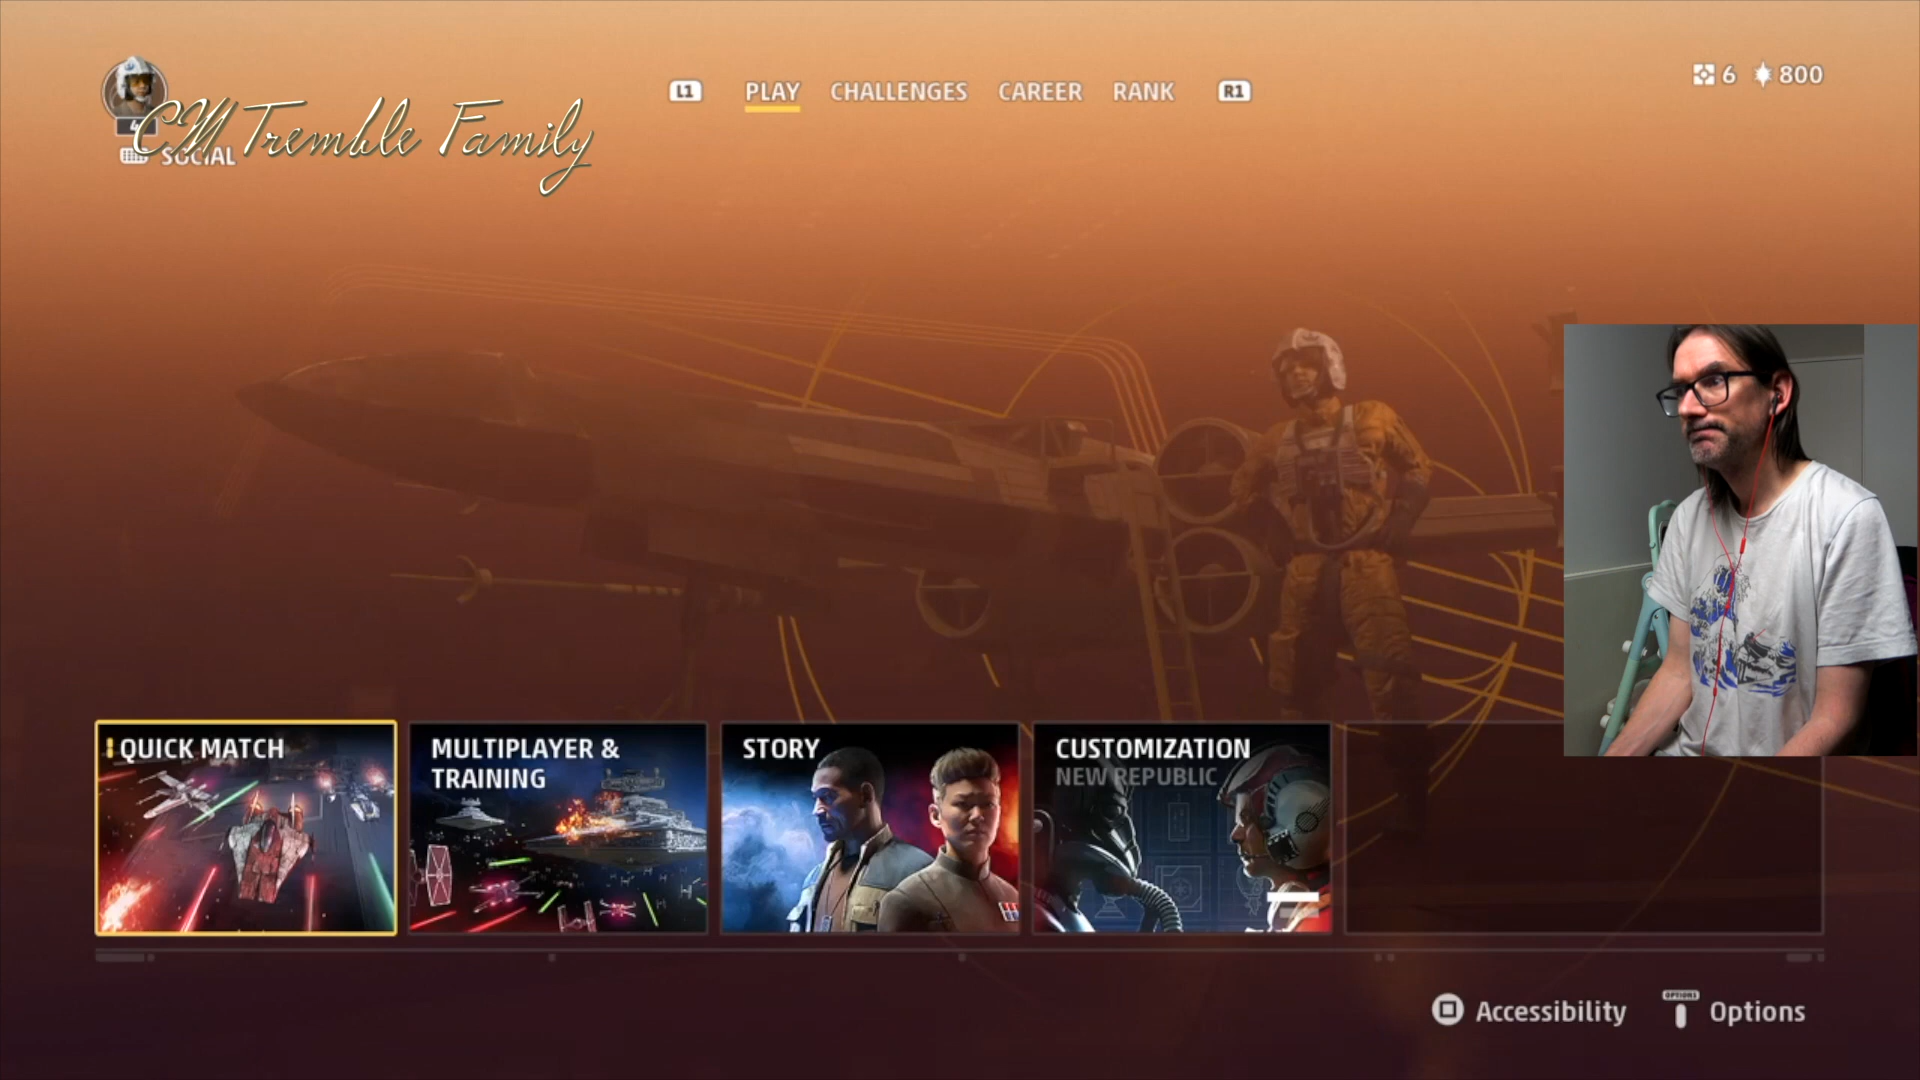 L1 PLAY CHALLENGES CAREER RANK R1
6 800
CM Tremble Family
SOCIAL
QUICK MATCH
MULTIPLAYER &
TRAINING
STORY
CUSTOMIZATION
NEW REPUBLIC
Accessibility
OPTIONS
Options